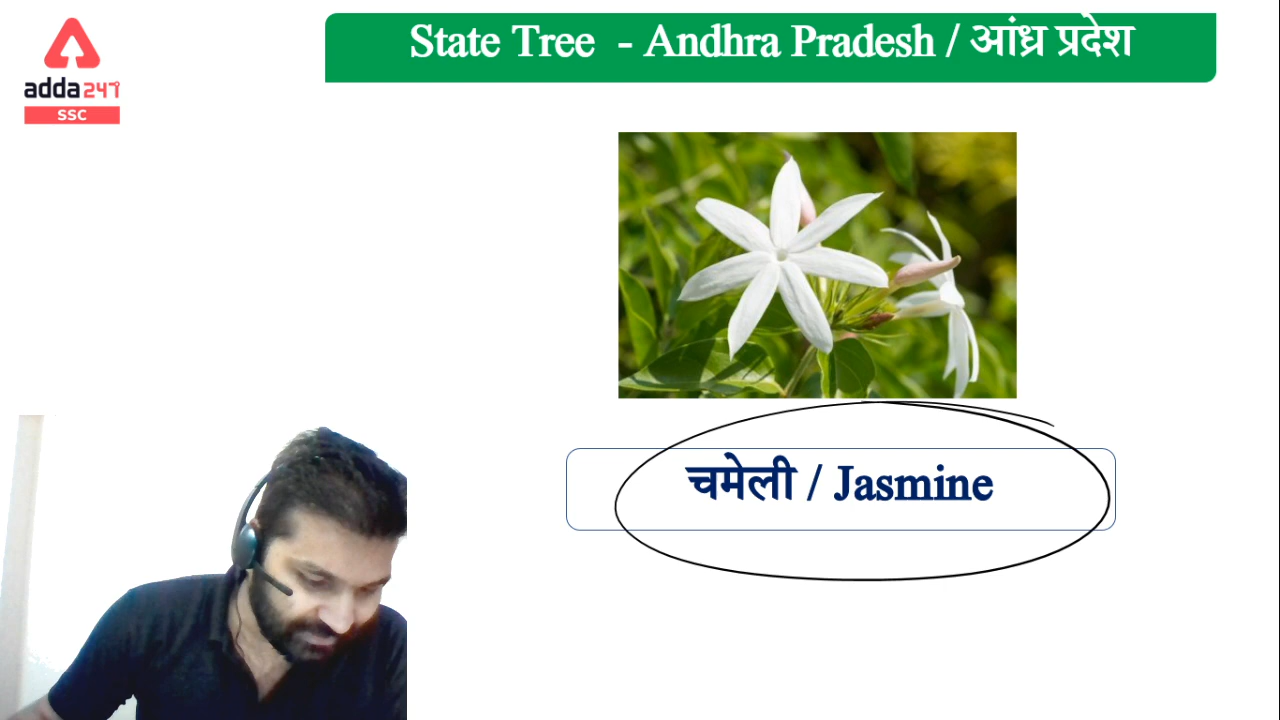 adda247
SSC
State Tree - Andhra Pradesh / आंध्र प्रदेश
चमेली / Jasmine